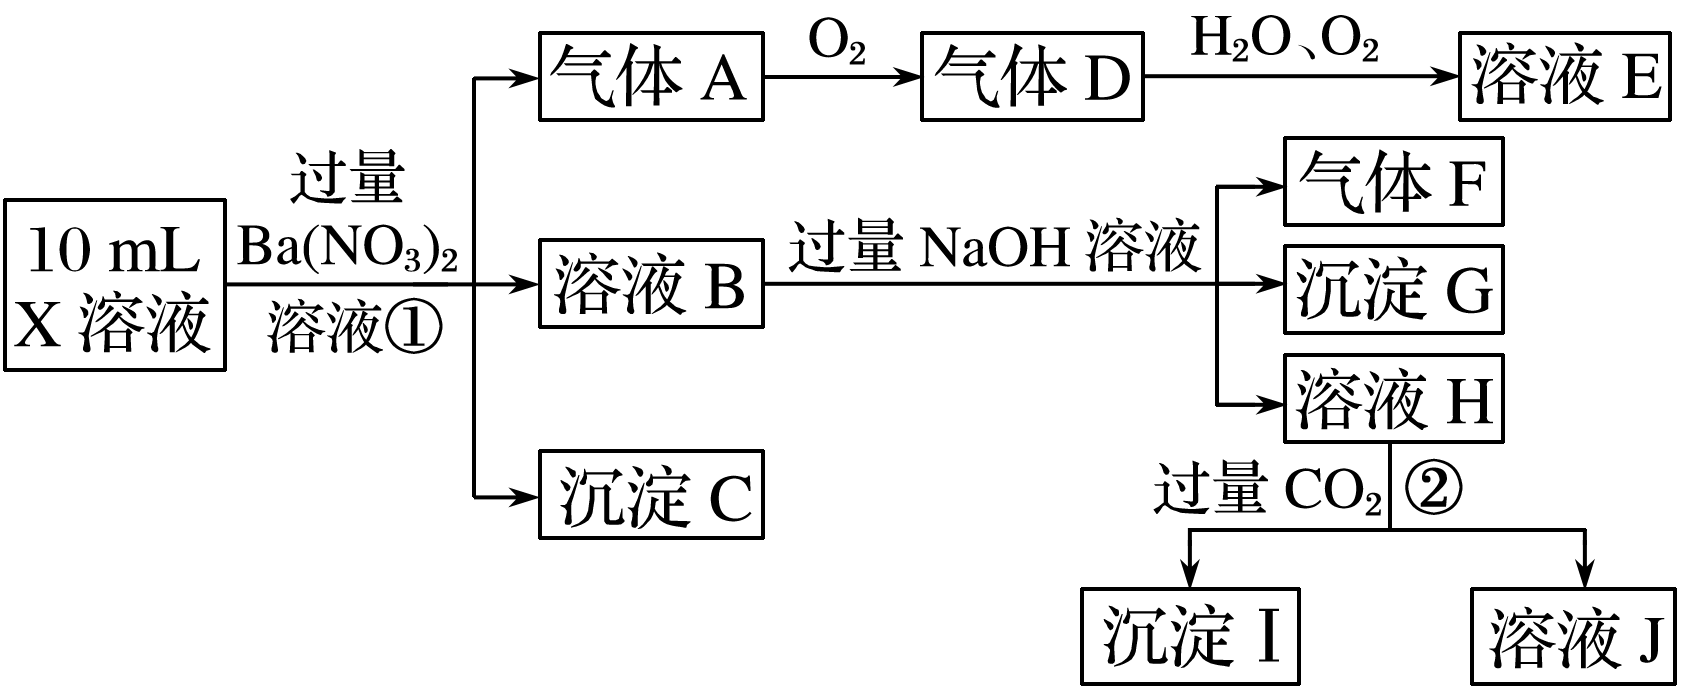 10 mL
X 溶液
过量
Ba(NO₃)₂
溶液①
气体 A
O₂
气体 D
H₂O、O₂
溶液 E
溶液 B
过量 NaOH 溶液
气体 F
沉淀 G
溶液 H
沉淀 C
过量 CO₂ ②
沉淀 I
溶液 J